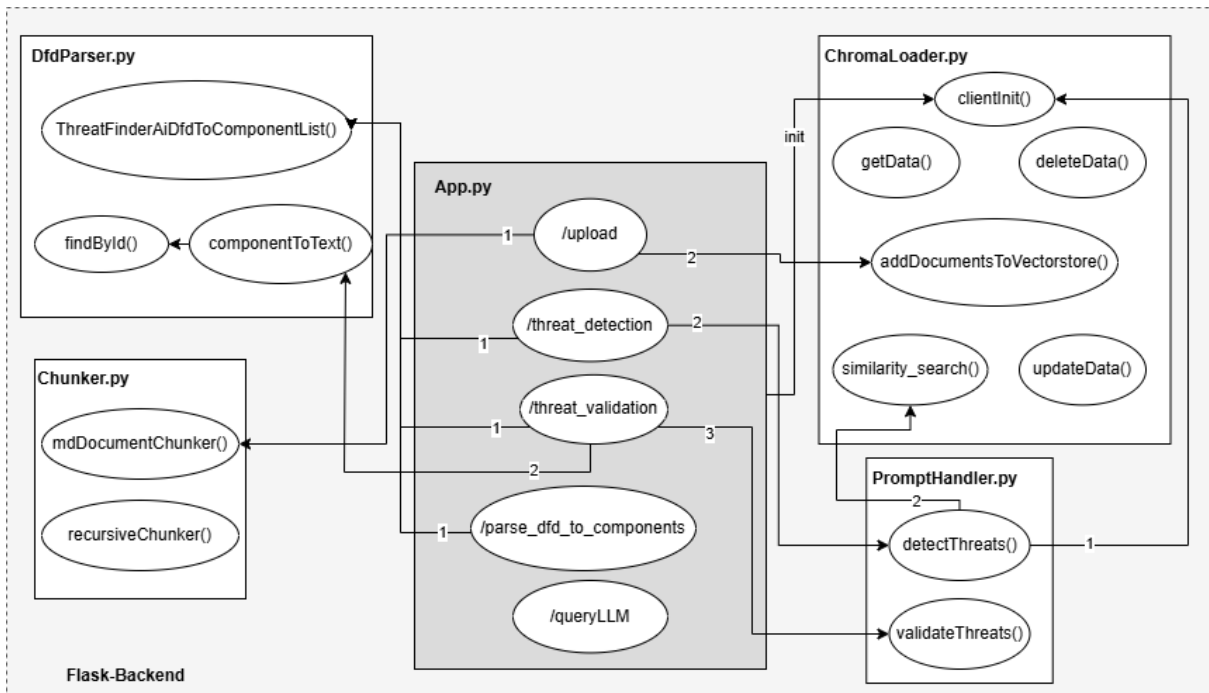 DfdParser.py
ThreatFinderAiDfdToComponentList()
findById()
componentToText()
Chunker.py
mdDocumentChunker()
recursiveChunker()
Flask-Backend
App.py
/upload
/threat_detection
/threat_validation
/parse_dfd_to_components
/queryLLM
1
2
1
2
1
3
2
1
init
ChromaLoader.py
clientInit()
getData()
deleteData()
addDocumentsToVectorstore()
similarity_search()
updateData()
PromptHandler.py
2
detectThreats()
1
validateThreats()